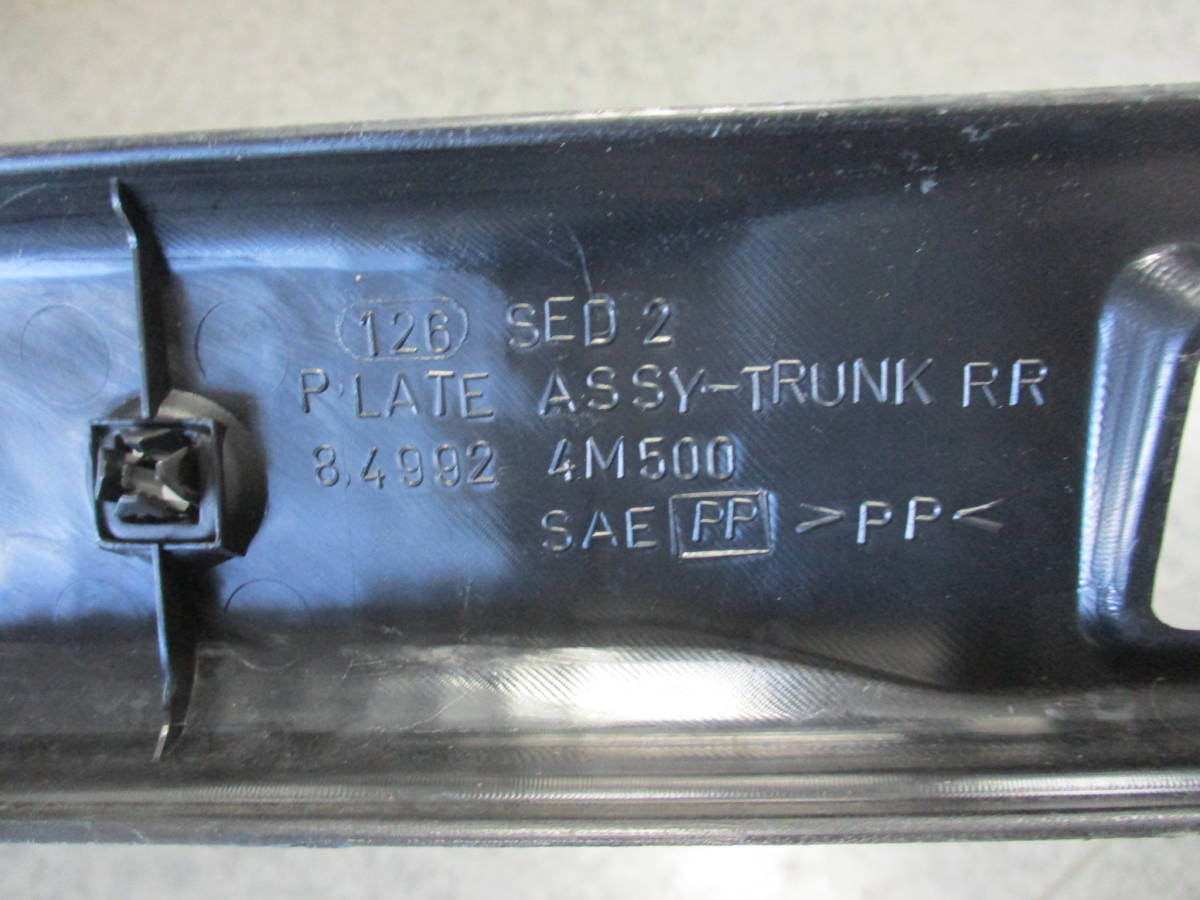 126 SED 2
PLATE ASSY-TRUNK RR
84992 4M500
SAE PP >PP<